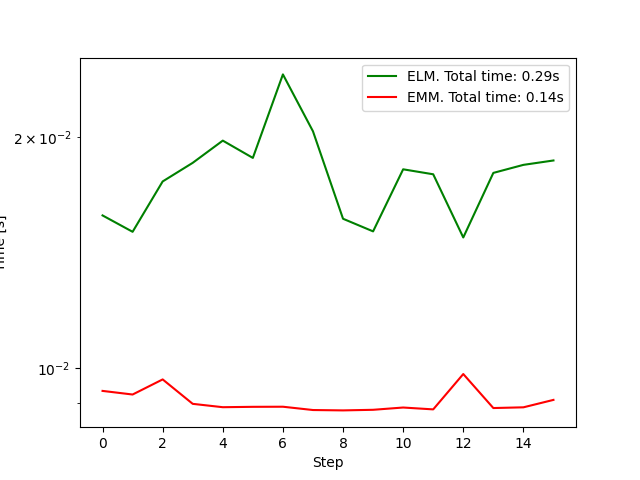 ELM. Total time: 0.29s
EMM. Total time: 0.14s
2 × 10⁻²
10⁻²
0 2 4 6 8 10 12 14
Step